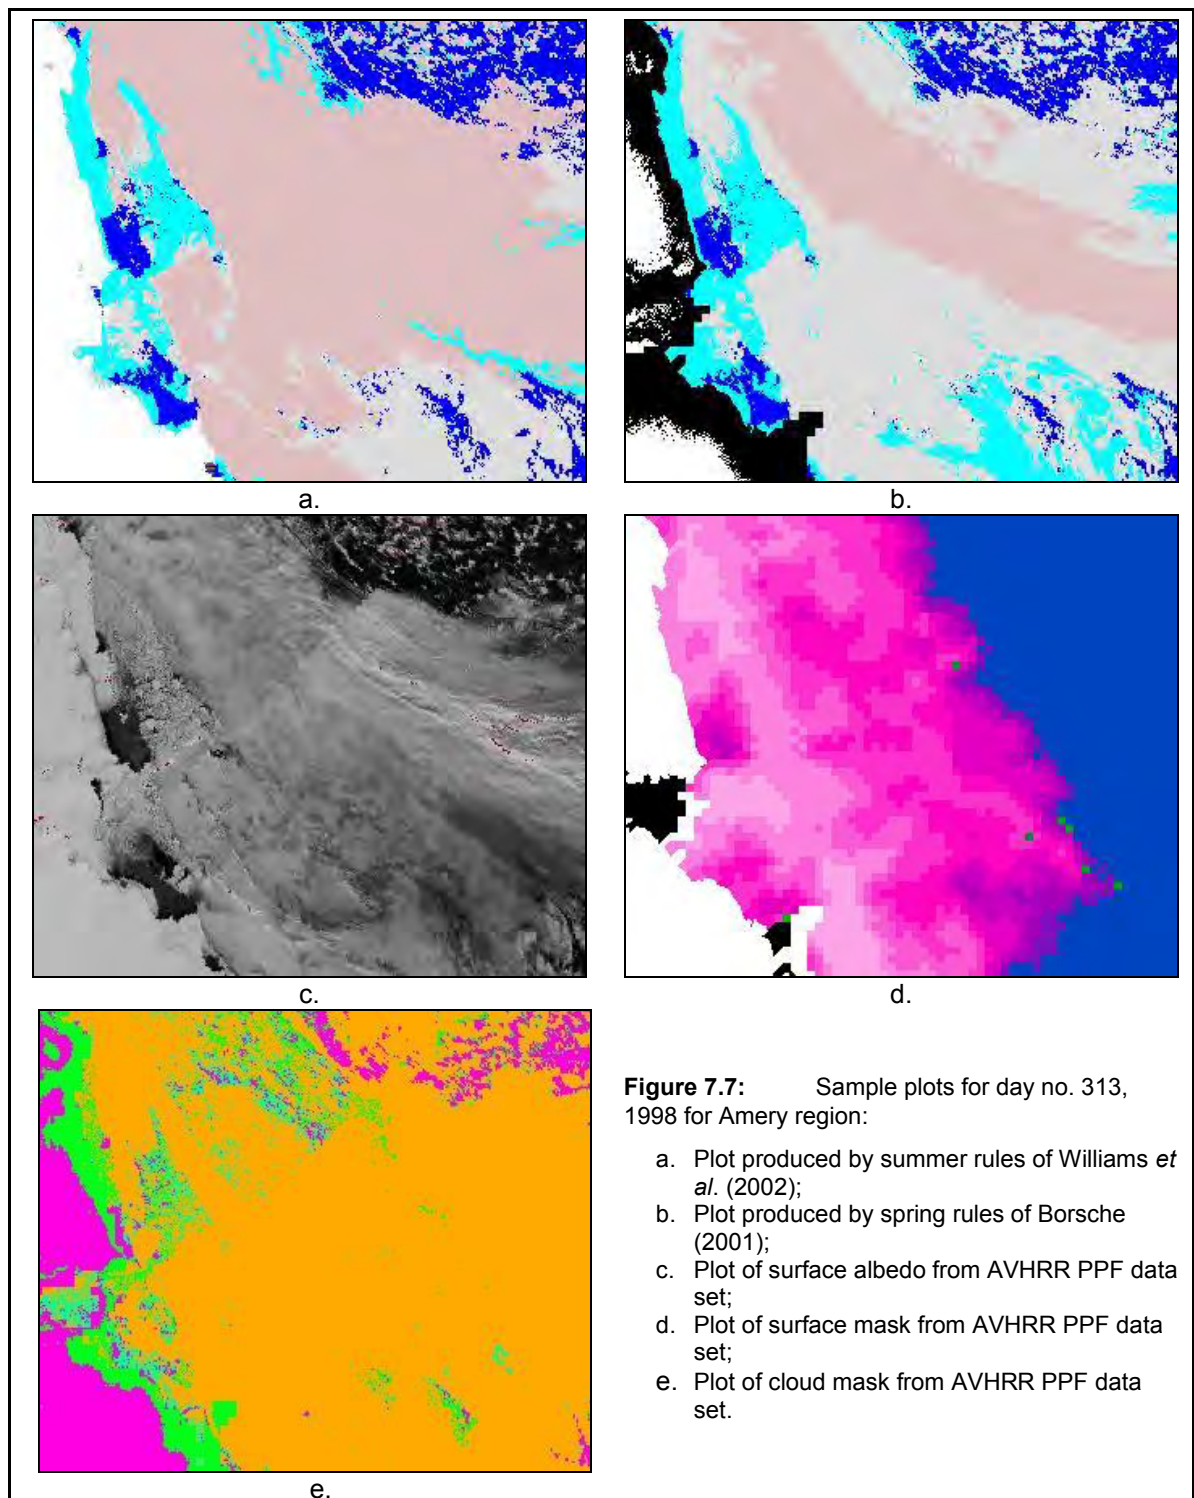 a.
b.
c.
d.
e.
Figure 7.7: Sample plots for day no. 313,
1998 for Amery region:
a. Plot produced by summer rules of Williams et
al. (2002);
b. Plot produced by spring rules of Borsche
(2001);
c. Plot of surface albedo from AVHRR PPF data
set;
d. Plot of surface mask from AVHRR PPF data
set;
e. Plot of cloud mask from AVHRR PPF data
set.